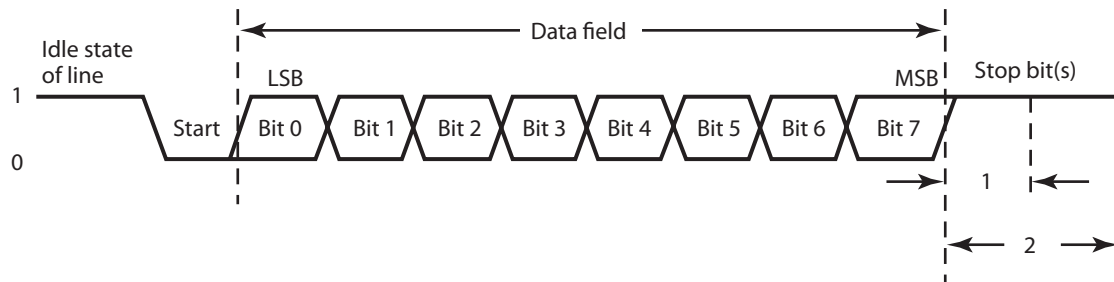 Data field
Idle state
of line
LSB
MSB
Stop bit(s)
1
Start
Bit 0
Bit 1
Bit 2
Bit 3
Bit 4
Bit 5
Bit 6
Bit 7
0
1
2